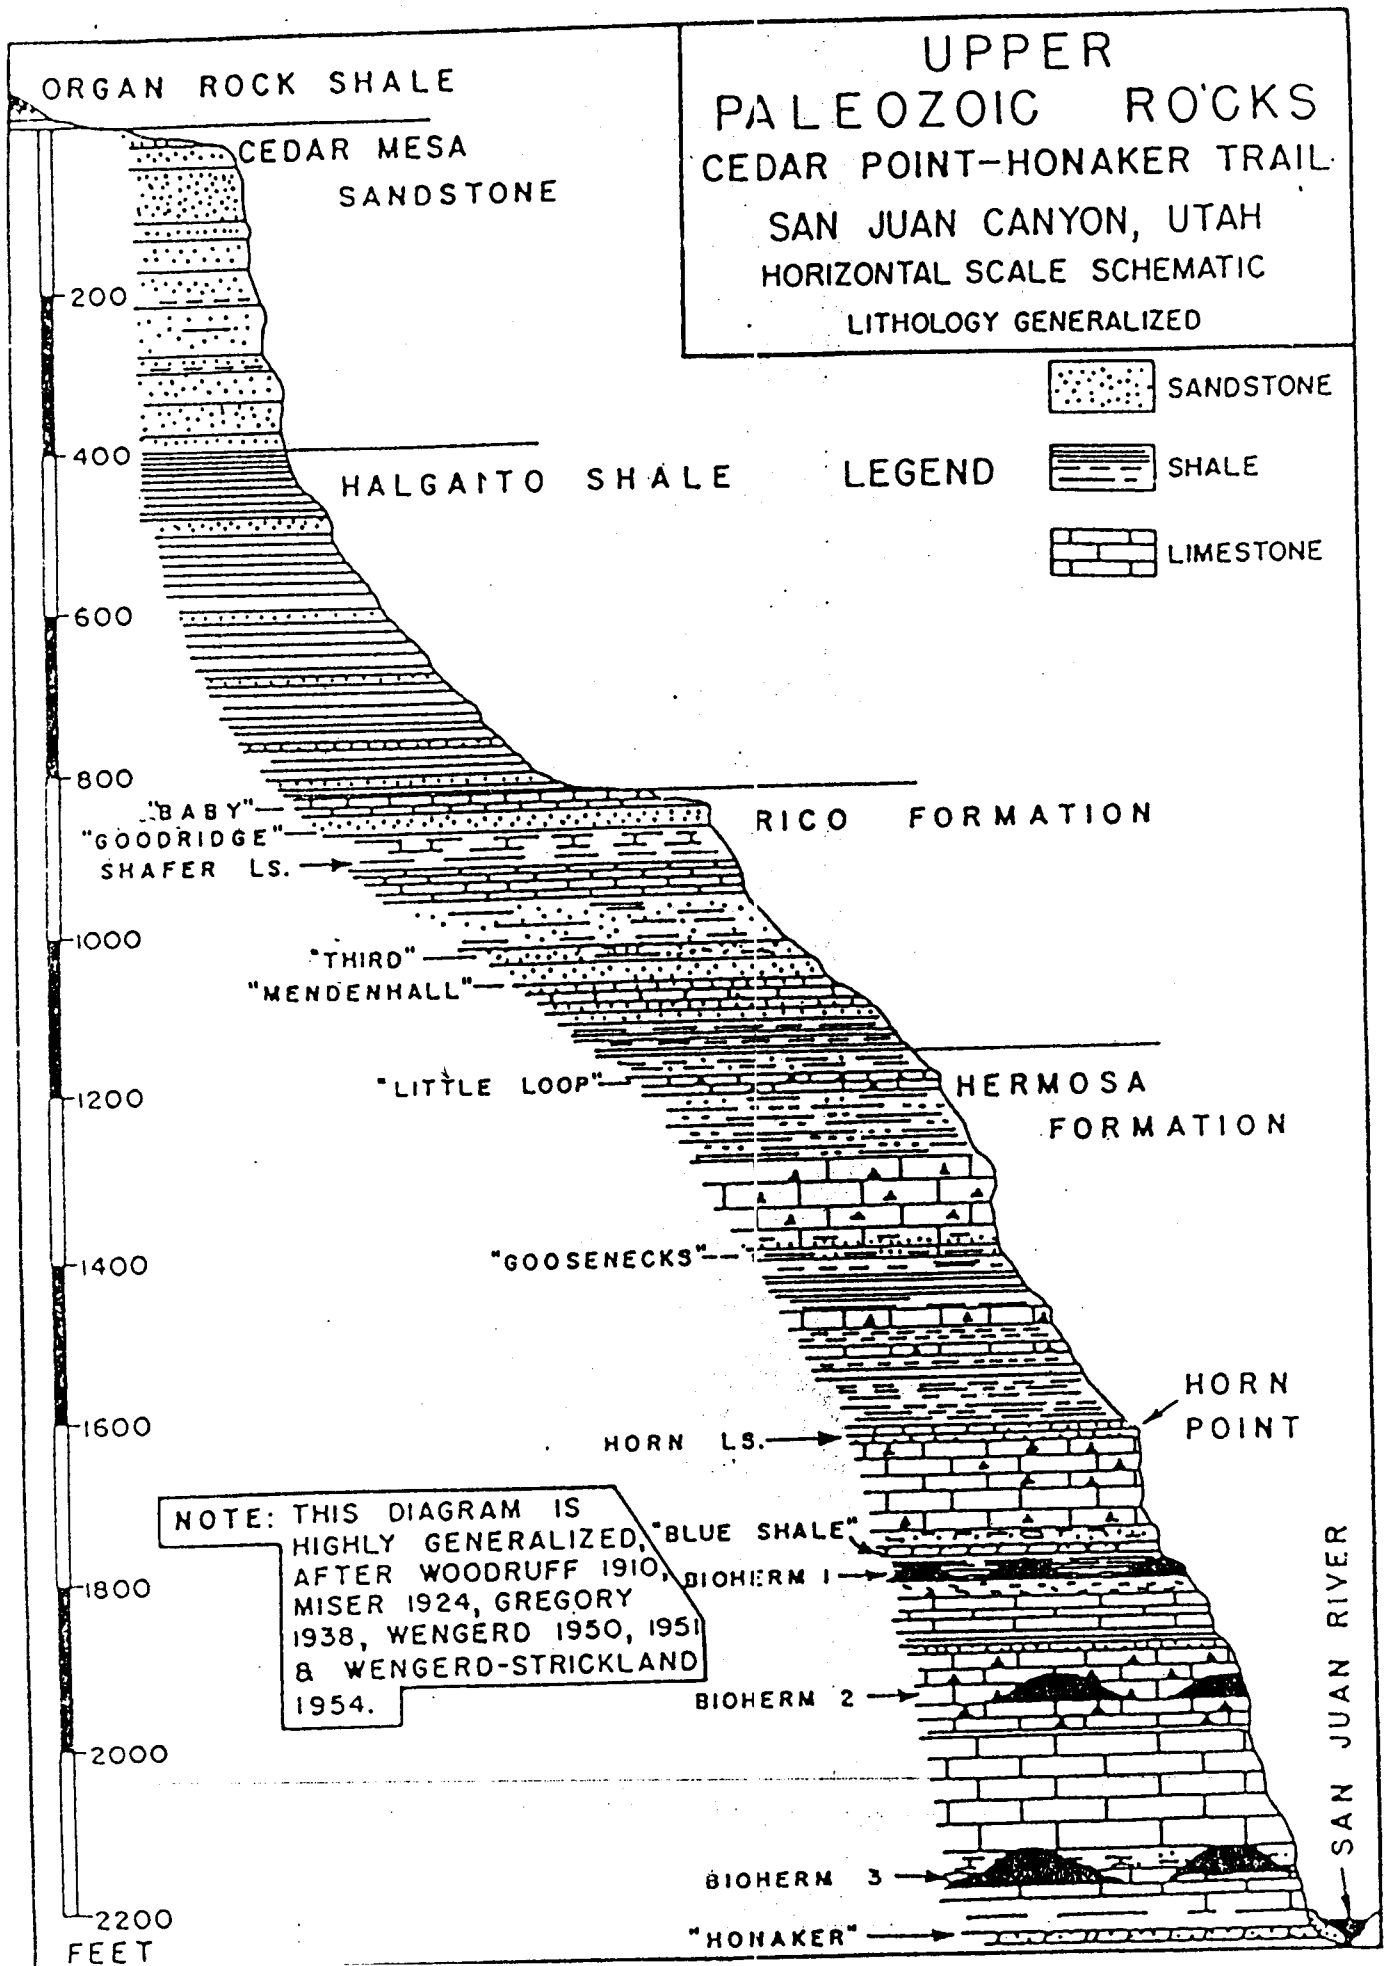 UPPER
PALEOZOIC ROCKS
CEDAR POINT-HONAKER TRAIL
SAN JUAN CANYON, UTAH
HORIZONTAL SCALE SCHEMATIC
LITHOLOGY GENERALIZED
ORGAN ROCK SHALE
CEDAR MESA
SANDSTONE
200
SANDSTONE
400
HALGAITO SHALE
LEGEND
SHALE
LIMESTONE
600
800
"BABY"
RICO FORMATION
"GOODRIDGE"
SHAFER LS.
1000
"THIRD"
"MENDENHALL"
"LITTLE LOOP"
HERMOSA
FORMATION
1200
"GOOSENECKS"
1400
HORN
POINT
1600
HORN LS.
NOTE: THIS DIAGRAM IS
HIGHLY GENERALIZED,
AFTER WOODRUFF 1910,
MISER 1924, GREGORY
1938, WENGERD 1950, 1951
& WENGERD-STRICKLAND
1954.
"BLUE SHALE"
BIOHERM 1
1800
BIOHERM 2
2000
SAN JUAN RIVER
BIOHERM 3
2200
FEET
"HONAKER"